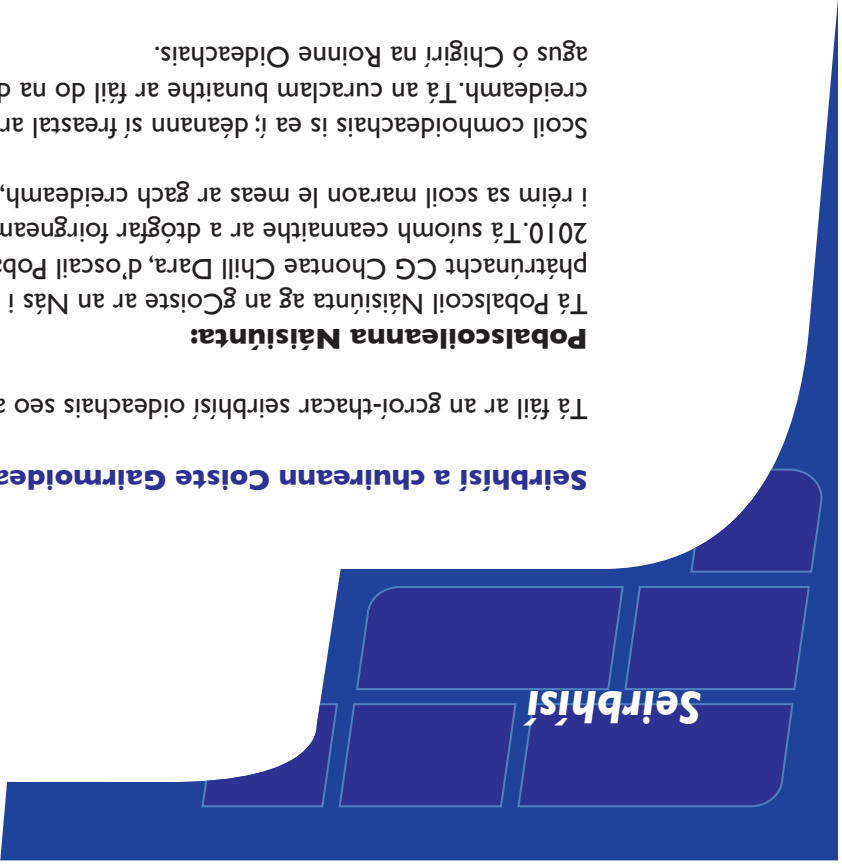 Seirbhísí
Seirbhísí a chuireann Coiste Gairmoidea
Tá fáil ar an gcroí-thacar seirbhísí oideachais seo a
Pobalscoileanna Náisiúnta:
Tá Pobalscoil Náisiúnta ag an gCoiste ar an Nás i
phátrúnacht CG Chontae Chill Dara, d'oscail Pobal
2010.Tá suíomh ceannaithe ar a dtógfar foirgneam
i réim sa scoil maraon le meas ar gach creideamh,
Scoil comhoideachais is ea í; déanann sí freastal ar
creideamh.Tá an curaclam bunaithe ar fáil do na d
agus ó Chigirí na Roinne Oideachais.